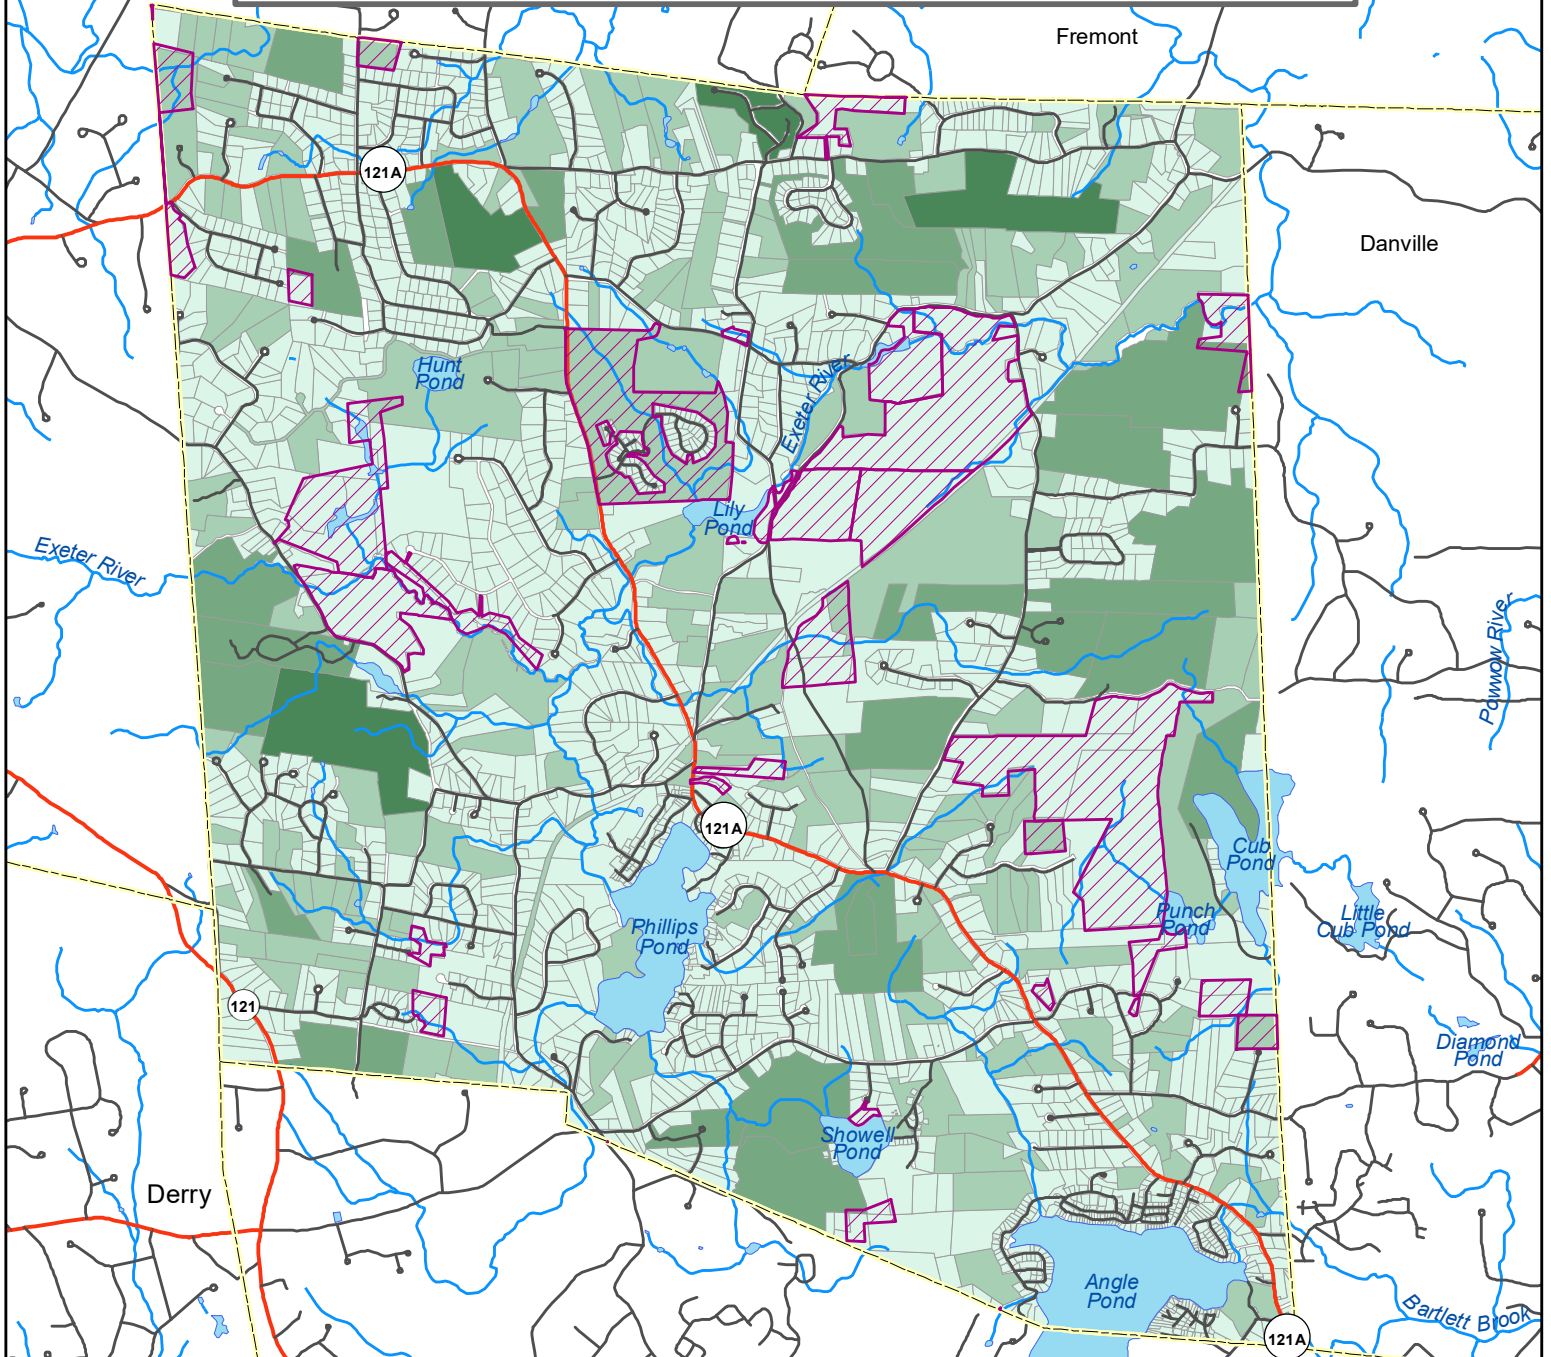 Fremont
121A
Danville
Hunt
Pond
Exeter River
Lily
Pond
Exeter River
Powwow River
121A
Cub
Pond
Phillips
Pond
Punch
Pond
Little
Cub Pond
121
Diamond
Pond
Showell
Pond
Derry
Angle
Pond
Bartlett Brook
121A